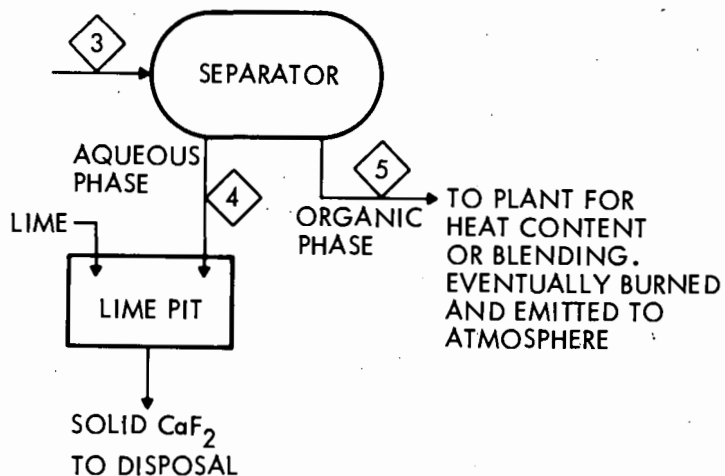 3
SEPARATOR
AQUEOUS
PHASE
4
5
ORGANIC
PHASE
TO PLANT FOR
HEAT CONTENT
OR BLENDING.
EVENTUALLY BURNED
AND EMITTED TO
ATMOSPHERE
LIME
LIME PIT
SOLID CaF₂
TO DISPOSAL